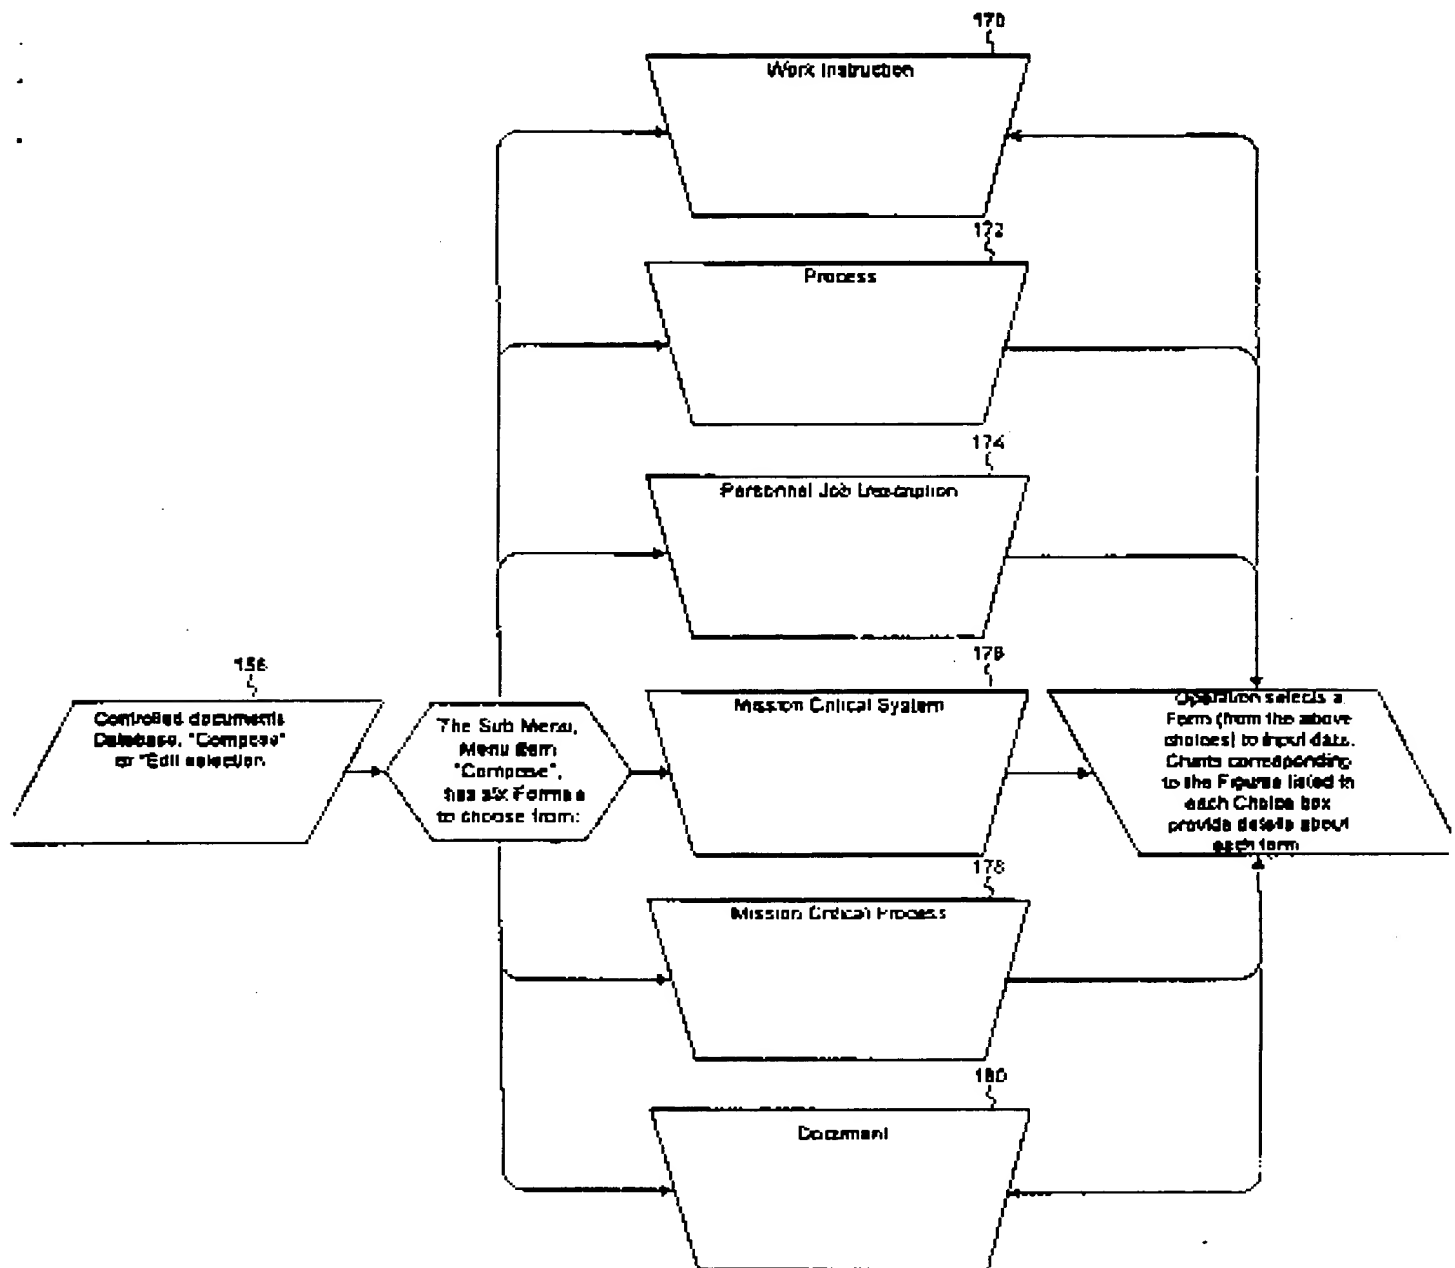 170
Work Instruction
172
Process
174
Personnel Job Description
156
Controlled documents
Database, "Compose"
or "Edit selection
The Sub Menu,
Menu Item
"Compose",
has six Forms
to choose from:
Mission Critical System
Operation selects a
Form (from the above
choices) to input data.
Charts corresponding
to the Figures listed in
each Choice box
provide details about
each form
178
Mission Critical Process
180
Document